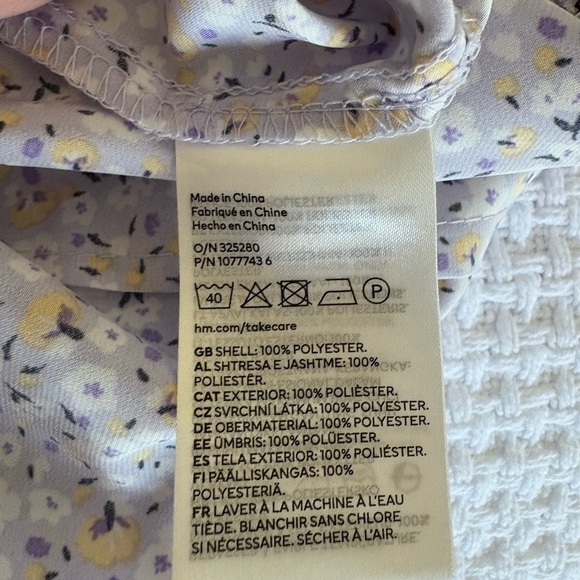 Made in China
Fabriqué en Chine
Hecho en China
O/N 325280
P/N 1077743 6
40 P
hm.com/takecare
GB SHELL: 100% POLYESTER.
AL SHTRESA E JASHTME: 100%
POLIESTËR.
CAT EXTERIOR: 100% POLIÈSTER.
CZ SVRCHNÍ LÁTKA: 100% POLYESTER.
DE OBERMATERIAL: 100% POLYESTER.
EE ÜMBRIS: 100% POLÜESTER.
ES TELA EXTERIOR: 100% POLIÉSTER.
FI PÄÄLLISKANGAS: 100%
POLYESTERIÄ.
FR LAVER À LA MACHINE À L'EAU
TIÈDE. BLANCHIR SANS CHLORE
SI NÉCESSAIRE. SÉCHER À L'AIR.